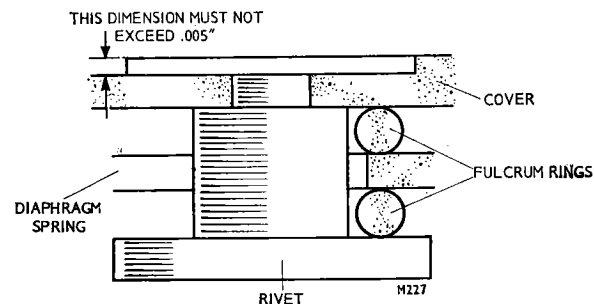 THIS DIMENSION MUST NOT
EXCEED .005"
COVER
FULCRUM RINGS
DIAPHRAGM
SPRING
RIVET
M227